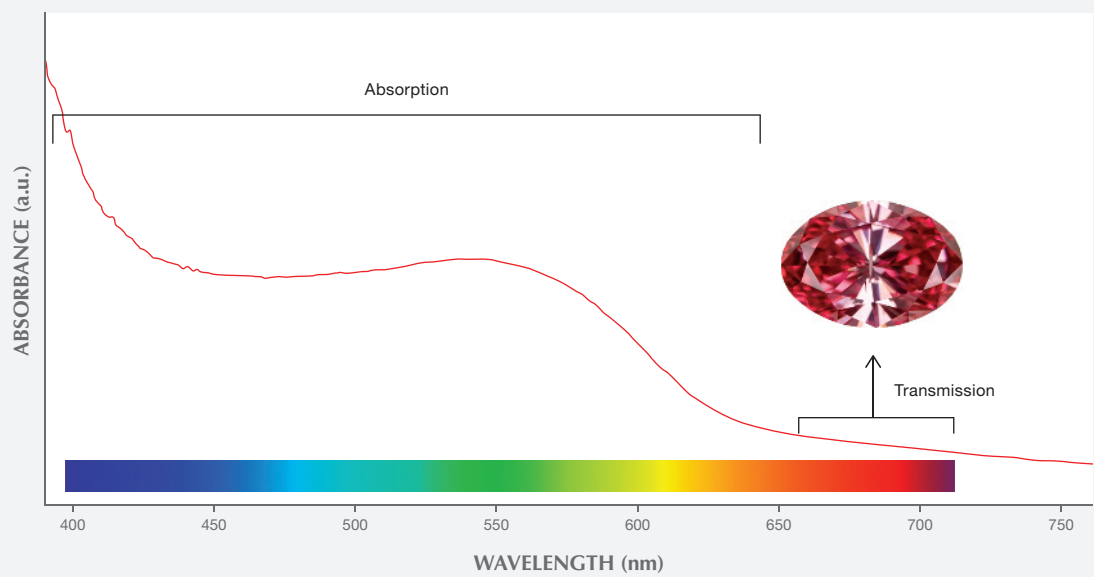 Absorption
ABSORBANCE (a.u.)
Transmission
400 450 500 550 600 650 700 750
WAVELENGTH (nm)